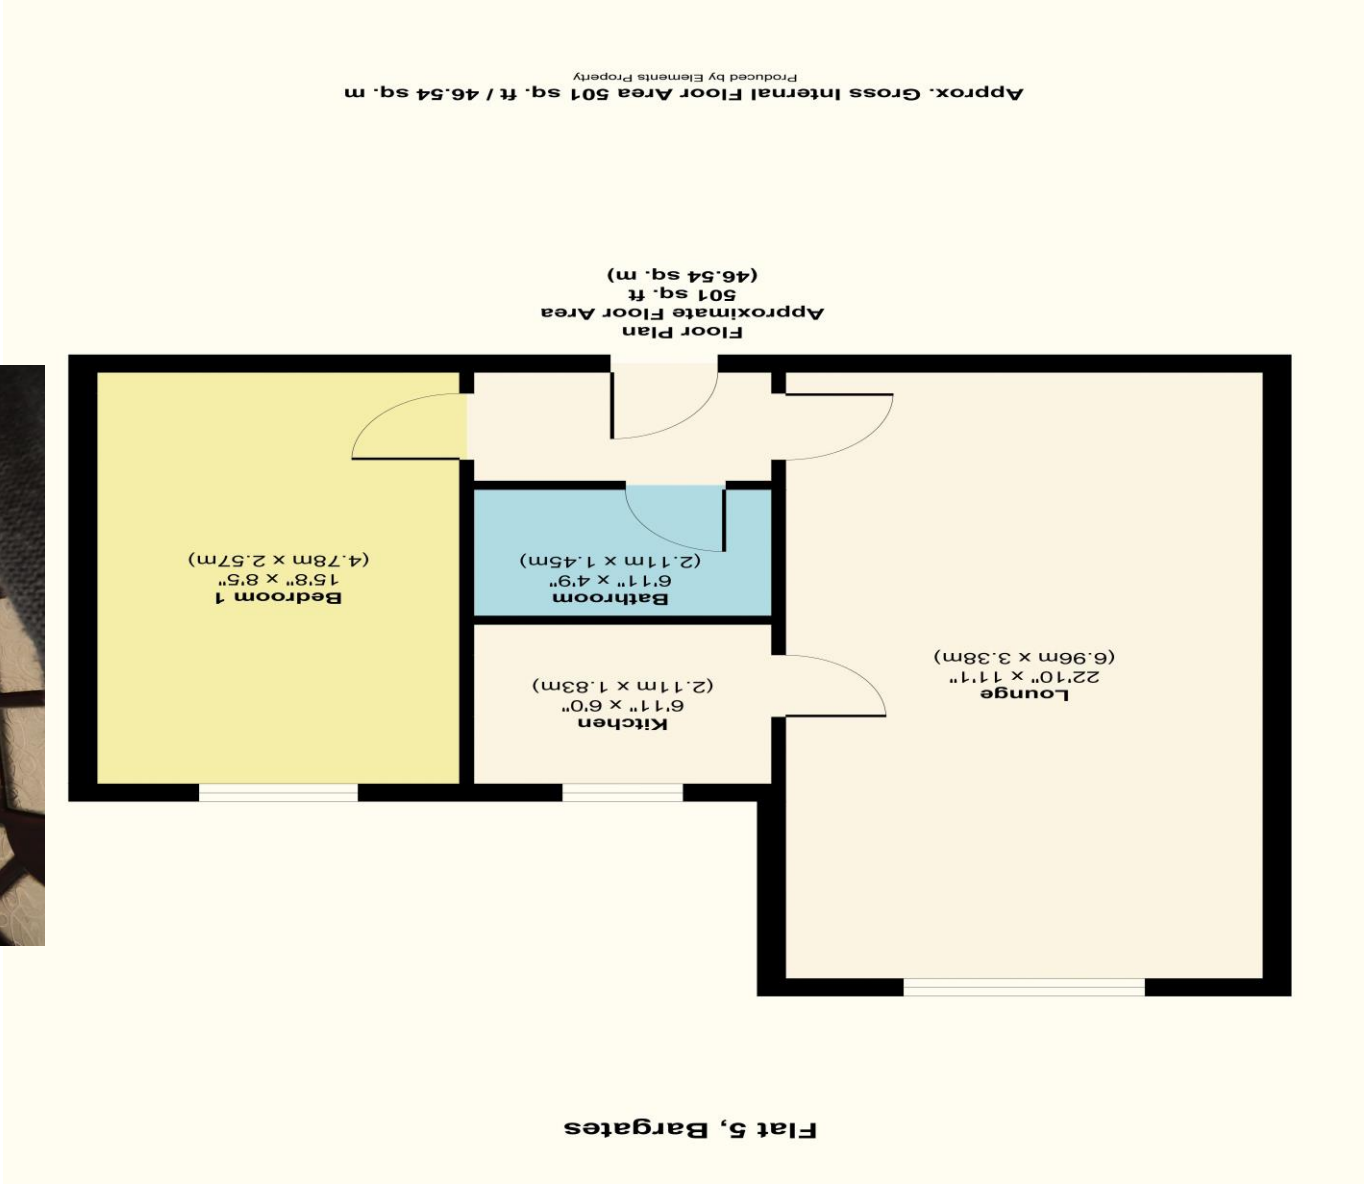 Flat 5, Bargates
Lounge
22'10" x 11'1"
(6.96m x 3.38m)
Kitchen
6'11" x 6'0"
(2.11m x 1.83m)
Bathroom
6'11" x 4'9"
(2.11m x 1.45m)
Bedroom 1
15'8" x 8'5"
(4.78m x 2.57m)
Floor Plan
Approximate Floor Area
501 sq. ft
(46.54 sq. m)
Approx. Gross Internal Floor Area 501 sq. ft / 46.54 sq. m
Produced by Elements Property